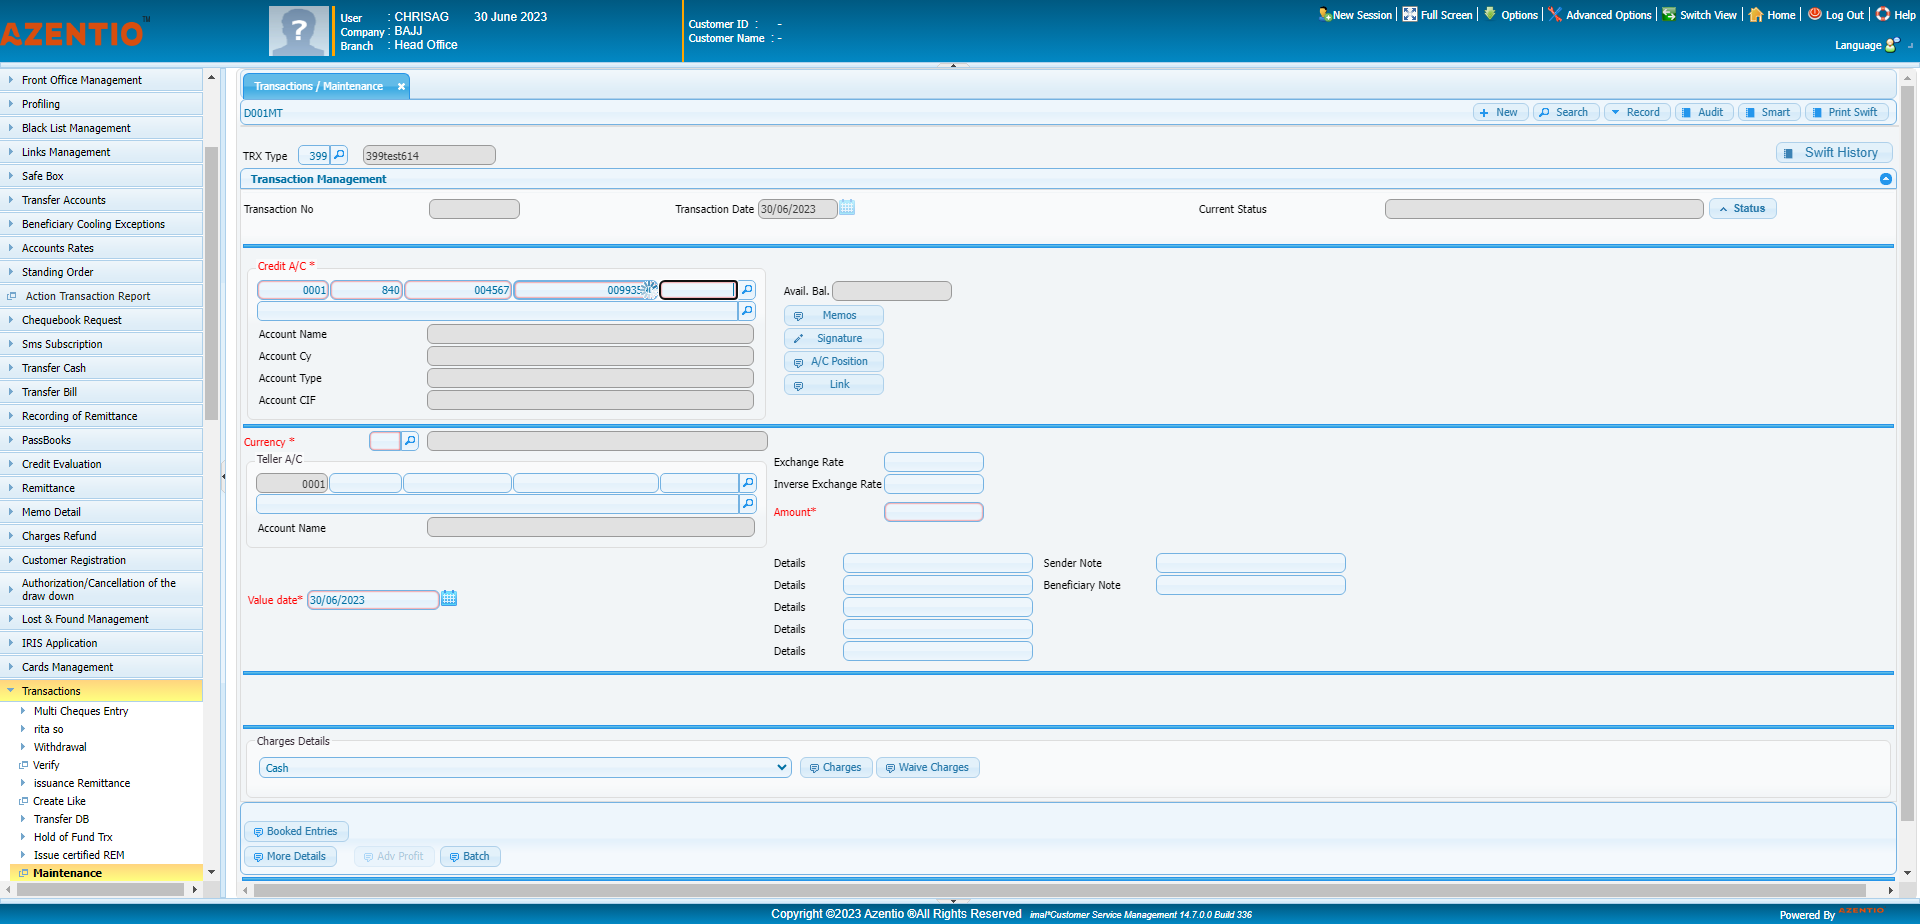 AZENTIO™
User : CHRISAG 30 June 2023
Company : BAJJ
Branch : Head Office
Customer ID : -
Customer Name : -
New Session Full Screen Options Advanced Options Switch View Home Log Out Help
Language
Front Office Management
Profiling
Black List Management
Links Management
Safe Box
Transfer Accounts
Beneficiary Cooling Exceptions
Accounts Rates
Standing Order
Action Transaction Report
Chequebook Request
Sms Subscription
Transfer Cash
Transfer Bill
Recording of Remittance
PassBooks
Credit Evaluation
Remittance
Memo Detail
Charges Refund
Customer Registration
Authorization/Cancellation of the
draw down
Lost & Found Management
IRIS Application
Cards Management
Transactions
Multi Cheques Entry
rita so
Withdrawal
Verify
issuance Remittance
Create Like
Transfer DB
Hold of Fund Trx
Issue certified REM
Maintenance
Transactions / Maintenance
D001MT
New Search Record Audit Smart Print Swift
TRX Type 399 399test614
Swift History
Transaction Management
Transaction No Transaction Date 30/06/2023 Current Status Status
Credit A/C *
0001 840 004567
Avail. Bal.
Memos
Account Name
Signature
Account Cy
A/C Position
Account Type
Link
Account CIF
Currency *
Teller A/C
0001
Account Name
Exchange Rate
Inverse Exchange Rate
Amount*
Value date* 30/06/2023
Details Sender Note
Details Beneficiary Note
Details
Details
Details
Charges Details
Cash Charges Waive Charges
Booked Entries
More Details Adv Profit Batch
Copyright ©2023 Azentio ®All Rights Reserved imal*Customer Service Management 14.7.0.0 Build 336
Powered By AZENTIO